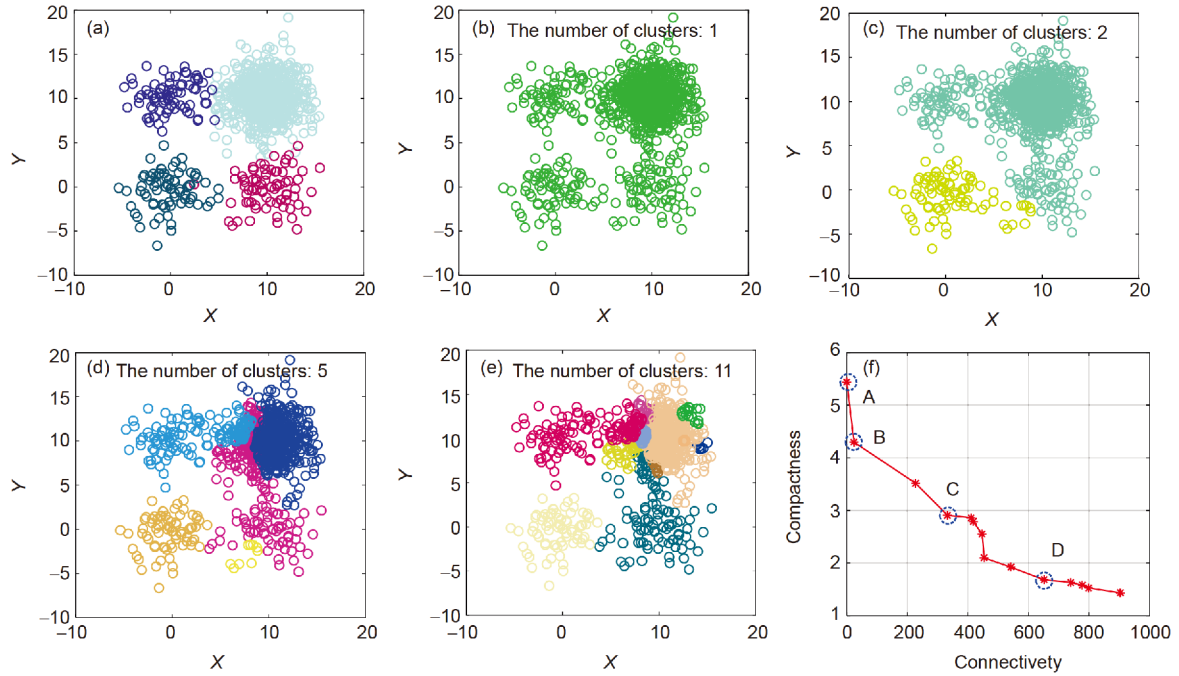 (a)
20
15
10
5
0
−5
−10
−10 0 10 20
X
Y
(b) The number of clusters: 1
20
15
10
5
0
−5
−10
−10 0 10 20
X
Y
(c) The number of clusters: 2
20
15
10
5
0
−5
−10
−10 0 10 20
X
Y
(d) The number of clusters: 5
20
15
10
5
0
−5
−10
−10 0 10 20
X
Y
(e) The number of clusters: 11
20
15
10
5
0
−5
−10
−10 0 10 20
X
Y
(f)
6
5
4
3
2
1
A
B
C
D
0 200 400 600 800 1000
Connectivety
Compactness